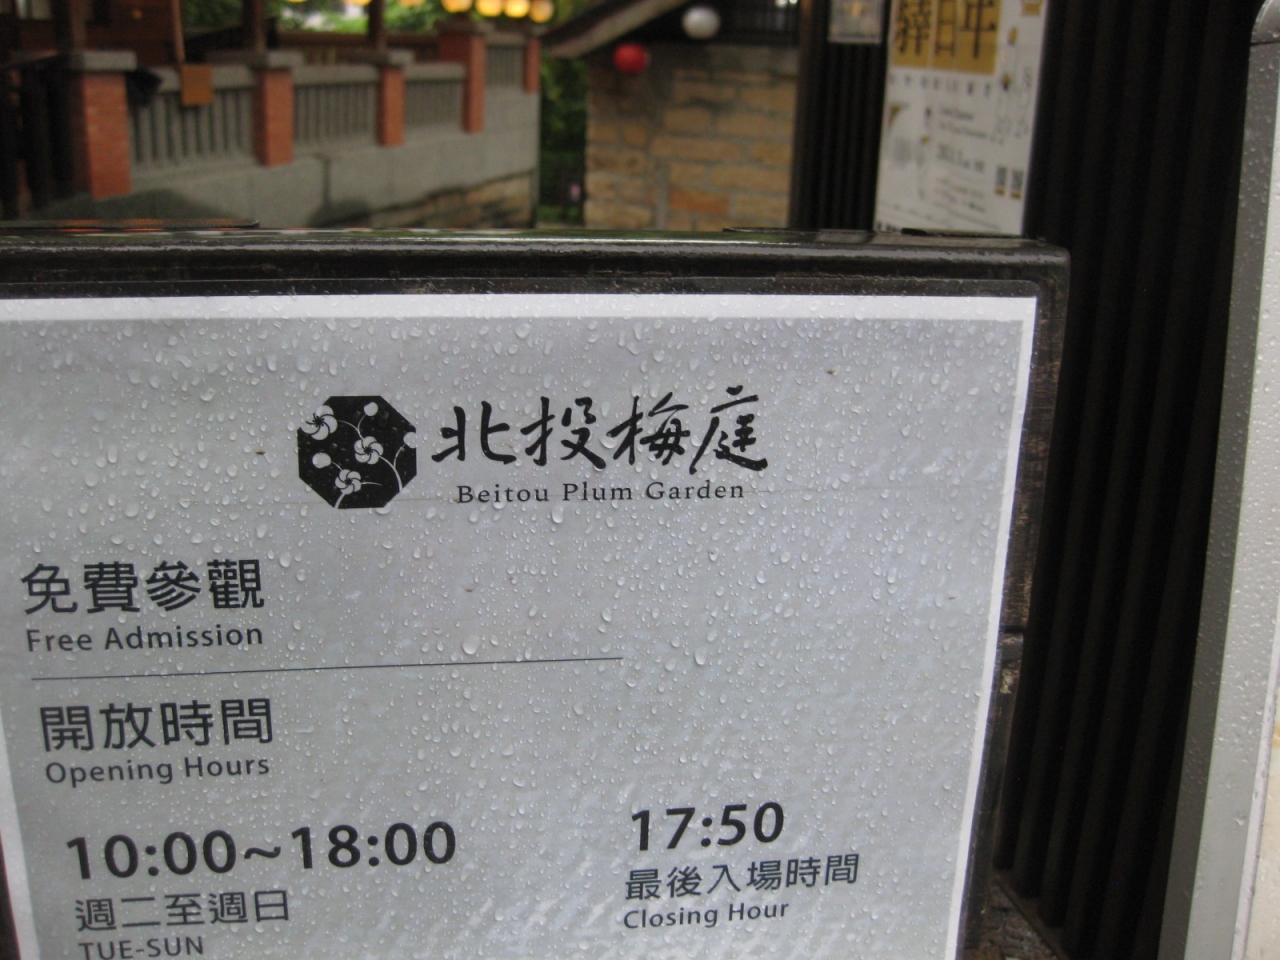 北投梅庭
Beitou Plum Garden
免費參觀
Free Admission
開放時間
Opening Hours
10:00~18:00
週二至週日
TUE-SUN
17:50
最後入場時間
Closing Hour